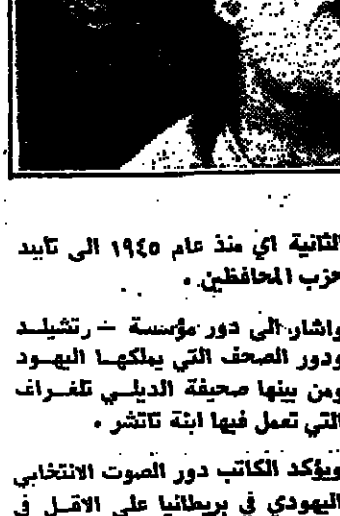 الثانية اي منذ عام ١٩٤٥ الى تأييد
حزب المحافظين .
واشار الى دور مؤسسة — رتشيلد
ودور الصحف التي يملكها اليهود
ومن بينها صحيفة الديلي تلغراف
التي تعمل فيها ابنة تاتشر .
ويؤكد الكاتب دور الصوت الانتخابي
اليهودي في بريطانيا على الاقل في